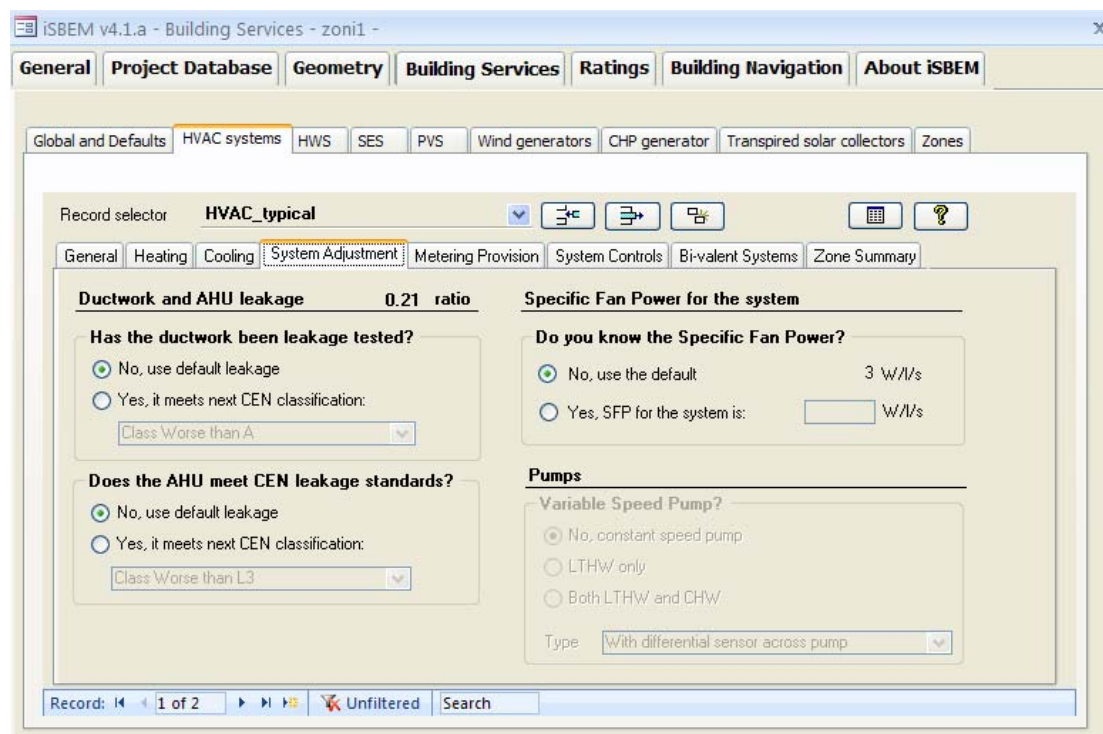 iSBEM v4.1.a - Building Services - zoni1 -
General Project Database Geometry Building Services Ratings Building Navigation About iSBEM
Global and Defaults HVAC systems HWS SES PVS Wind generators CHP generator Transpired solar collectors Zones
Record selector HVAC_typical
General Heating Cooling System Adjustment Metering Provision System Controls Bi-valent Systems Zone Summary
Ductwork and AHU leakage 0.21 ratio
Has the ductwork been leakage tested?
No, use default leakage
Yes, it meets next CEN classification:
Class Worse than A
Does the AHU meet CEN leakage standards?
No, use default leakage
Yes, it meets next CEN classification:
Class Worse than L3
Specific Fan Power for the system
Do you know the Specific Fan Power?
No, use the default 3 W/l/s
Yes, SFP for the system is: W/l/s
Pumps
Variable Speed Pump?
No, constant speed pump
LTHW only
Both LTHW and CHW
Type With differential sensor across pump
Record: 1 of 2 Unfiltered Search